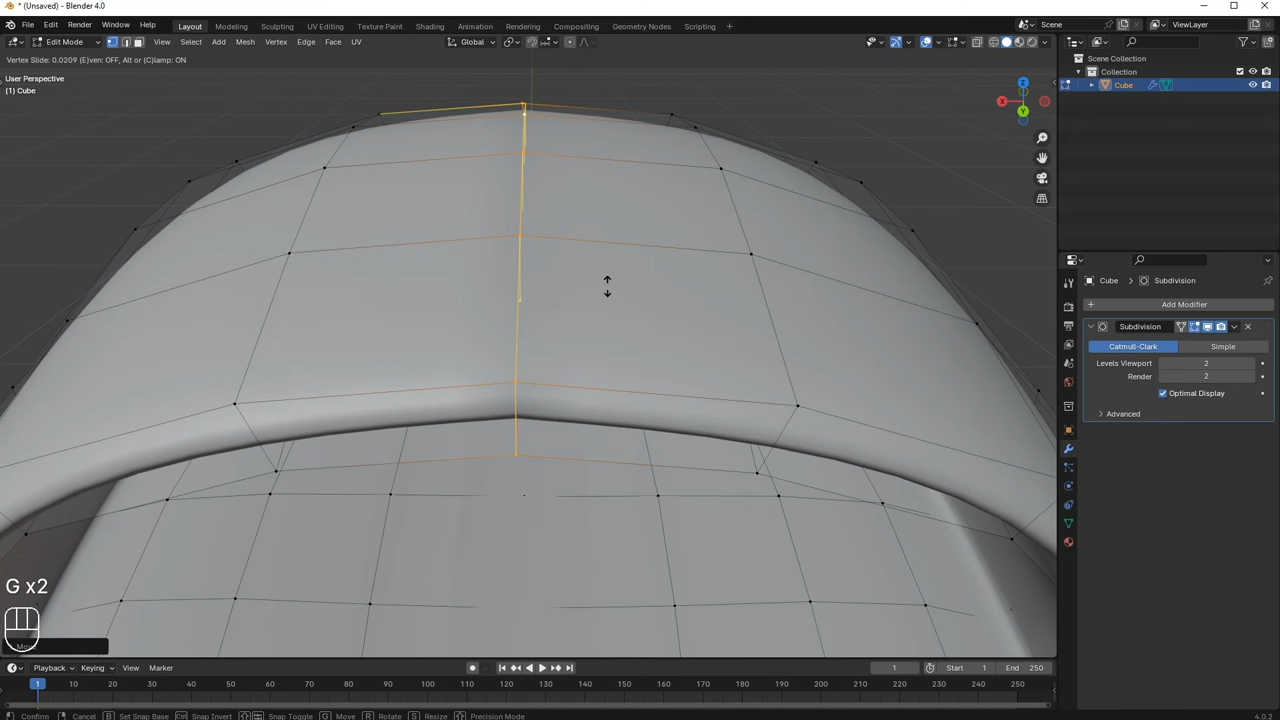 * (Unsaved) - Blender 4.0
File Edit Render Window Help
Layout Modeling Sculpting UV Editing Texture Paint Shading Animation Rendering Compositing Geometry Nodes Scripting +
Scene
ViewLayer
Edit Mode
View Select Add Mesh Vertex Edge Face UV
Global
Vertex Slide: 0.0209 (E)ven: OFF, Alt or (C)lamp: ON
User Perspective
(1) Cube
Z
X
Y
Scene Collection
Collection
Cube
Cube > Subdivision
+ Add Modifier
Subdivision
Catmull-Clark Simple
Levels Viewport 2
Render 2
Optimal Display
Advanced
G x2
Move
Playback Keying View Marker
1 Start 1 End 250
1 10 20 30 40 50 60 70 80 90 100 110 120 130 140 150 160 170 180 190 200 210 220 230 240 250
Confirm Cancel Set Snap Base Snap Invert Snap Toggle G Move R Rotate S Resize Precision Mode
4.0.2